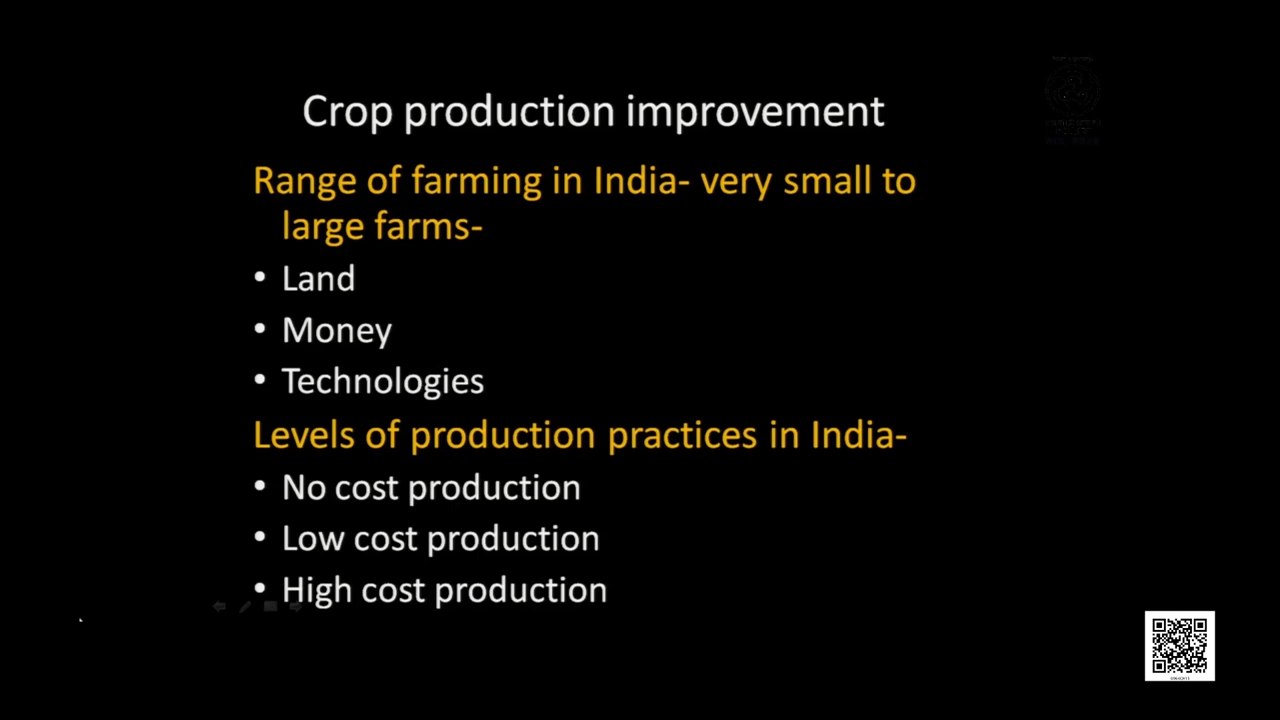 Crop production improvement
Range of farming in India- very small to
large farms-
• Land
• Money
• Technologies
Levels of production practices in India-
• No cost production
• Low cost production
• High cost production